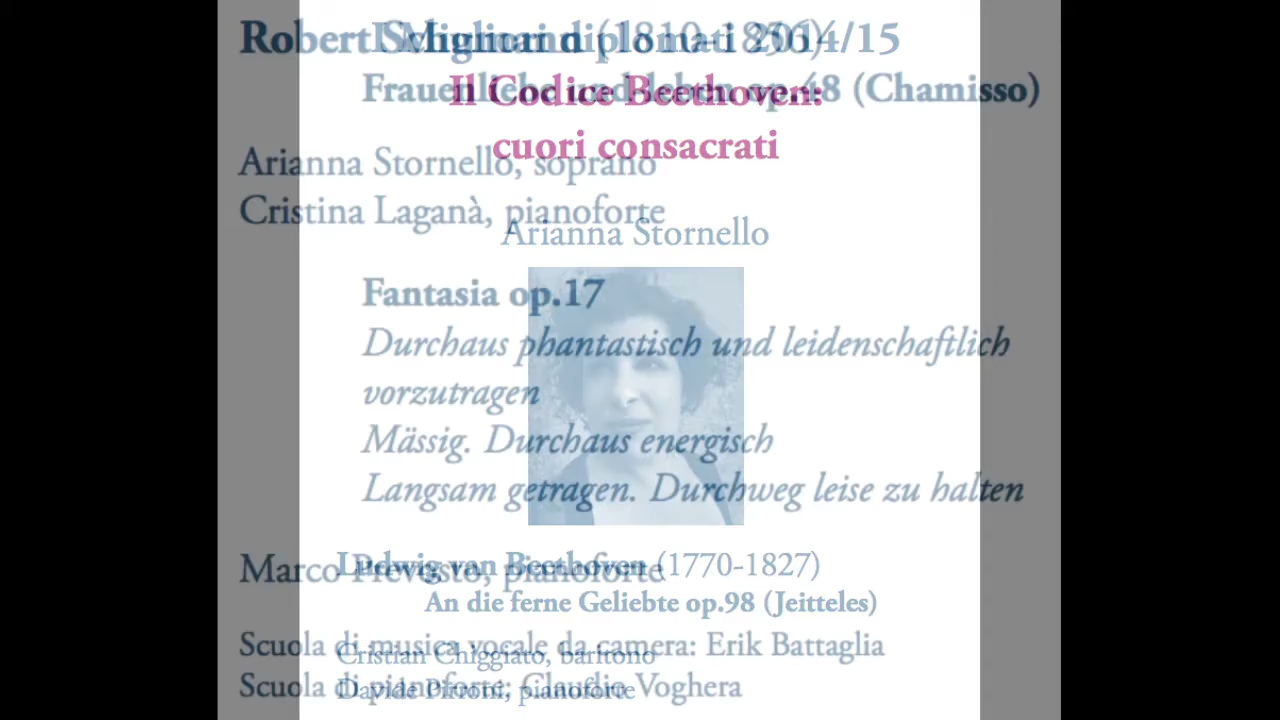 I Migliori diplomati 2014/15
Il Codice Beethoven:
cuori consacrati
Arianna Stornello
Ludwig van Beethoven (1770-1827)
An die ferne Geliebte op.98 (Jeitteles)
Cristian Chiggiato, baritono
Davide Pirroni, pianoforte
Robert Schumann (1810-1856)
Frauenliebe und -leben op.48 (Chamisso)
Arianna Stornello, soprano
Cristina Laganà, pianoforte
Fantasia op.17
Durchaus phantastisch und leidenschaftlich
vorzutragen
Mässig. Durchaus energisch
Langsam getragen. Durchweg leise zu halten
Marco Prevosto, pianoforte
Scuola di musica vocale da camera: Erik Battaglia
Scuola di pianoforte: Claudio Voghera